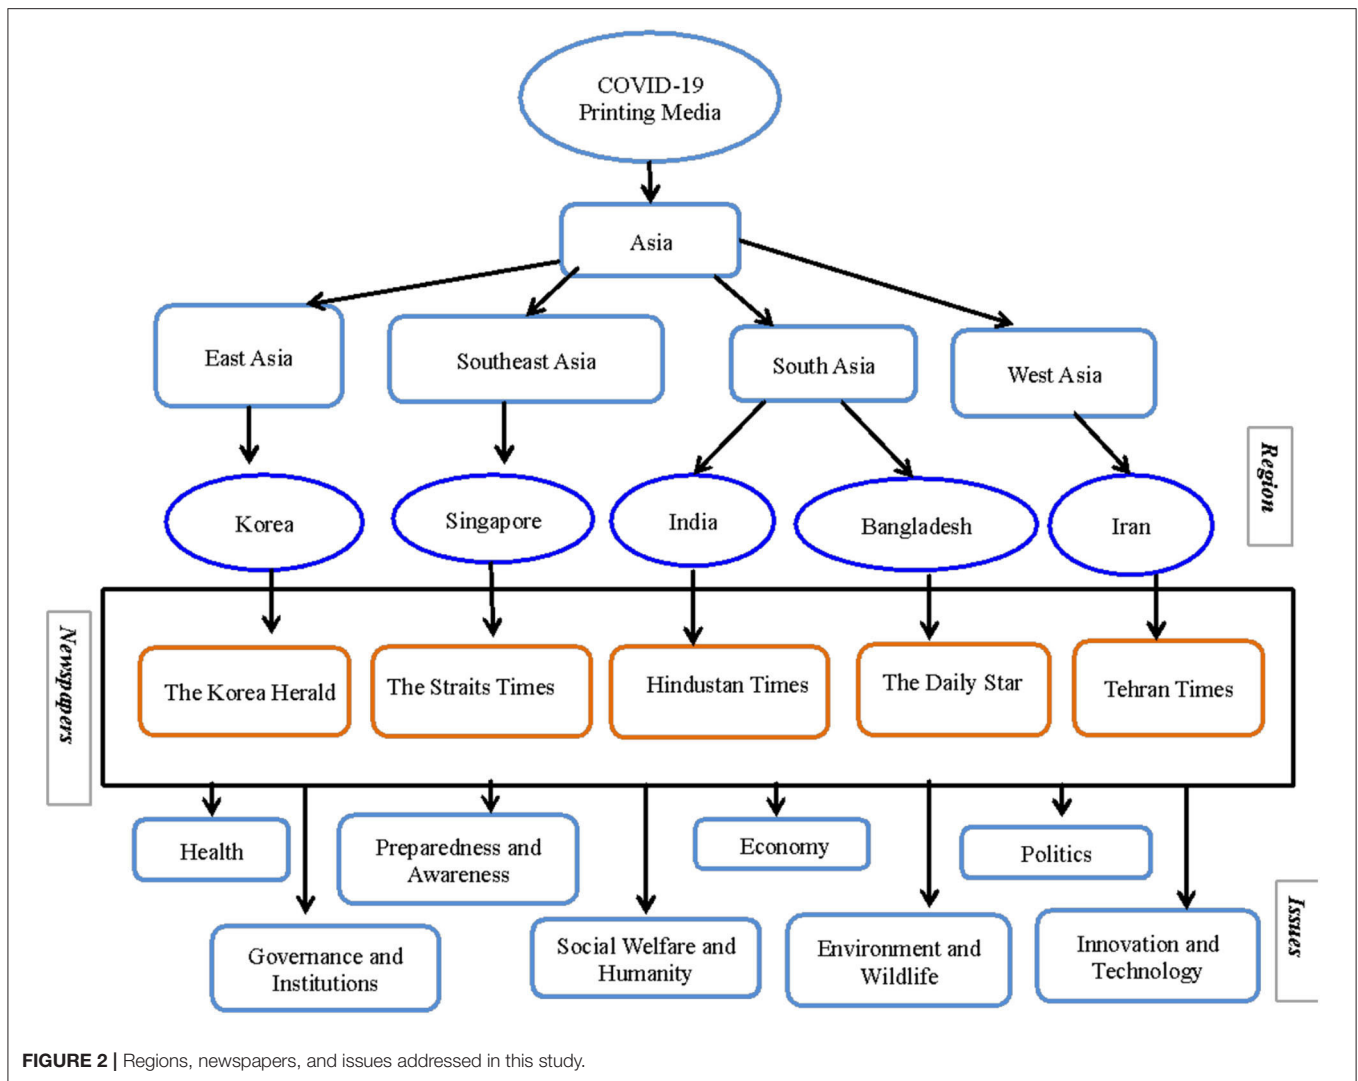 COVID-19
Printing Media
Asia
East Asia
Southeast Asia
South Asia
West Asia
Region
Korea
Singapore
India
Bangladesh
Iran
Newspapers
The Korea Herald
The Straits Times
Hindustan Times
The Daily Star
Tehran Times
Health
Preparedness and
Awareness
Economy
Politics
Issues
Governance and
Institutions
Social Welfare and
Humanity
Environment and
Wildlife
Innovation and
Technology
FIGURE 2 | Regions, newspapers, and issues addressed in this study.